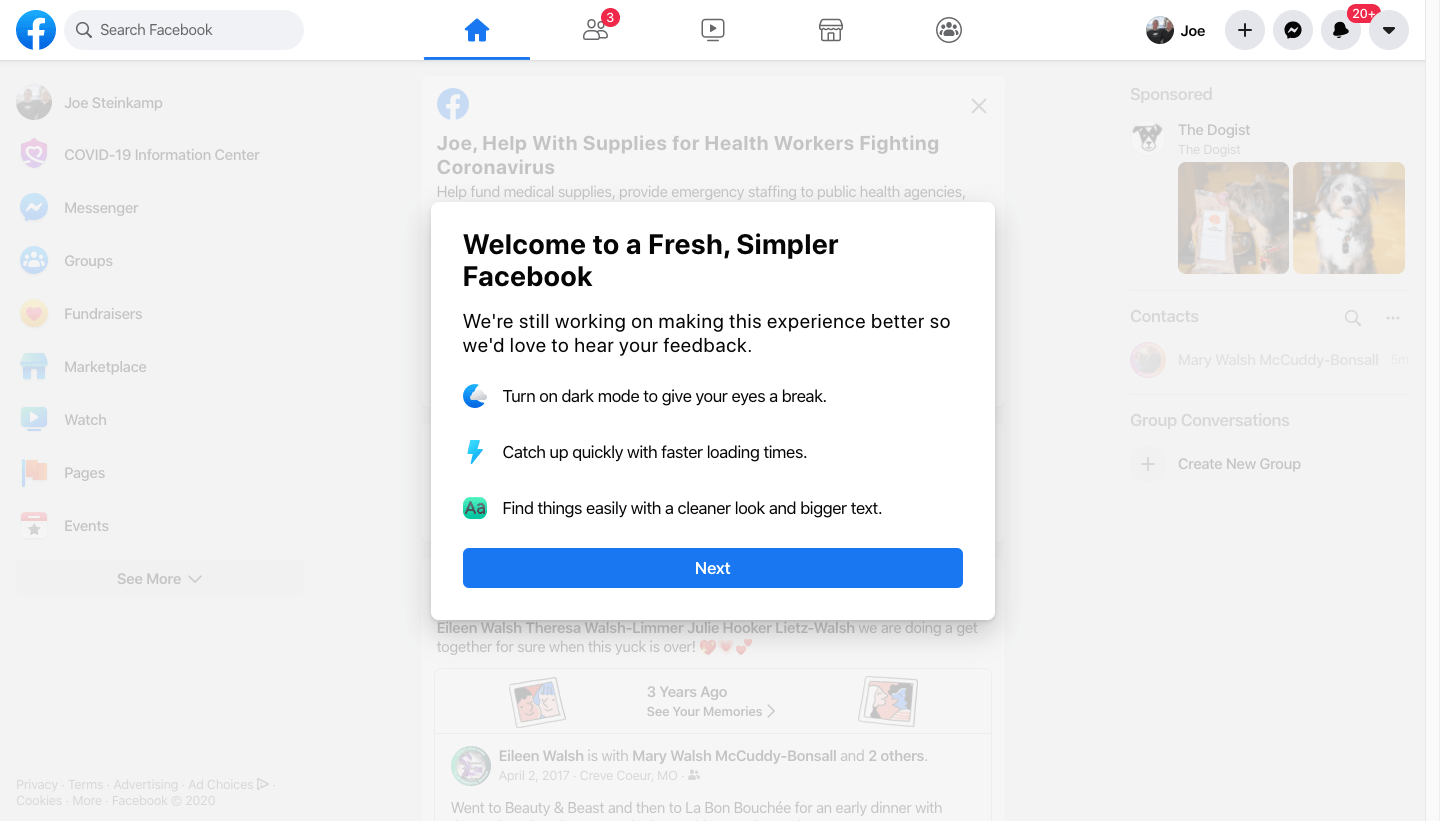 Search Facebook
3
Joe
20+
Joe Steinkamp
COVID-19 Information Center
Messenger
Groups
Fundraisers
Marketplace
Watch
Pages
Events
See More
Privacy · Terms · Advertising · Ad Choices ·
Cookies · More · Facebook © 2020
Joe, Help With Supplies for Health Workers Fighting
Coronavirus
Help fund medical supplies, provide emergency staffing to public health agencies,
Welcome to a Fresh, Simpler
Facebook
We're still working on making this experience better so
we'd love to hear your feedback.
Turn on dark mode to give your eyes a break.
Catch up quickly with faster loading times.
Aa
Find things easily with a cleaner look and bigger text.
Next
Eileen Walsh Theresa Walsh-Limmer Julie Hooker Lietz-Walsh we are doing a get
together for sure when this yuck is over! 💖💗💕
3 Years Ago
See Your Memories
Eileen Walsh is with Mary Walsh McCuddy-Bonsall and 2 others.
April 2, 2017 · Creve Coeur, MO ·
Went to Beauty & Beast and then to La Bon Bouchée for an early dinner with
Sponsored
The Dogist
The Dogist
Contacts
Mary Walsh McCuddy-Bonsall 5m
Group Conversations
Create New Group